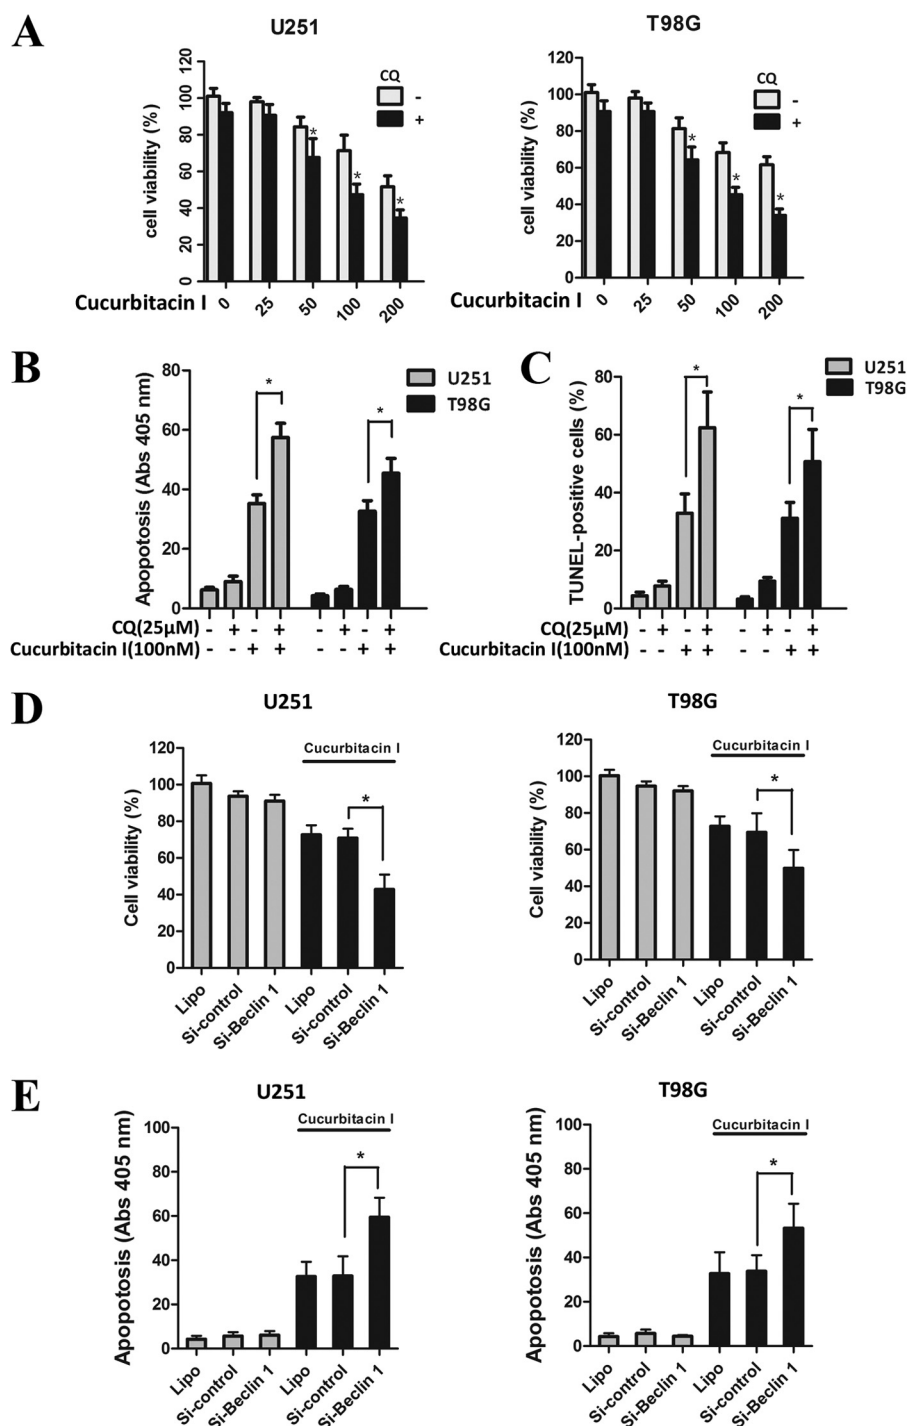 A
U251
cell viability (%)
120
100
80
60
40
20
0
CQ
-
+
*
*
*
Cucurbitacin I
0
25
50
100
200
T98G
cell viability (%)
120
100
80
60
40
20
0
CQ
-
+
*
*
*
Cucurbitacin I
0
25
50
100
200
B
Apopotosis (Abs 405 nm)
80
60
40
20
0
*
*
U251
T98G
CQ(25μM) - + - + - + - +
Cucurbitacin I(100nM) - - + + - - + +
C
TUNEL-positive cells (%)
80
60
40
20
0
*
*
U251
T98G
CQ(25μM) - + - + - + - +
Cucurbitacin I(100nM) - - + + - - + +
D
U251
Cell viability (%)
120
100
80
60
40
20
0
Cucurbitacin I
*
Lipo
Si-control
Si-Beclin 1
Lipo
Si-control
Si-Beclin 1
T98G
Cell viability (%)
120
100
80
60
40
20
0
Cucurbitacin I
*
Lipo
Si-control
Si-Beclin 1
Lipo
Si-control
Si-Beclin 1
E
U251
Apopotosis (Abs 405 nm)
100
80
60
40
20
0
Cucurbitacin I
*
Lipo
Si-control
Si-Beclin 1
Lipo
Si-control
Si-Beclin 1
T98G
Apopotosis (Abs 405 nm)
100
80
60
40
20
0
Cucurbitacin I
*
Lipo
Si-control
Si-Beclin 1
Lipo
Si-control
Si-Beclin 1